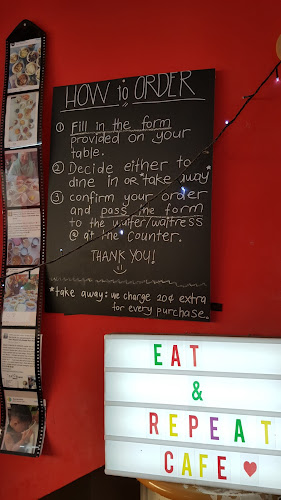 HOW to ORDER
① Fill in the form
provided on your
table.
② Decide either to
dine in OR *take away*
③ confirm your order
and pass the form
to the waiter/waitress
@ at the counter.
THANK YOU!
*take away: we charge 20¢ extra
for every purchase.
EAT
&
REPEAT
CAFE ♥